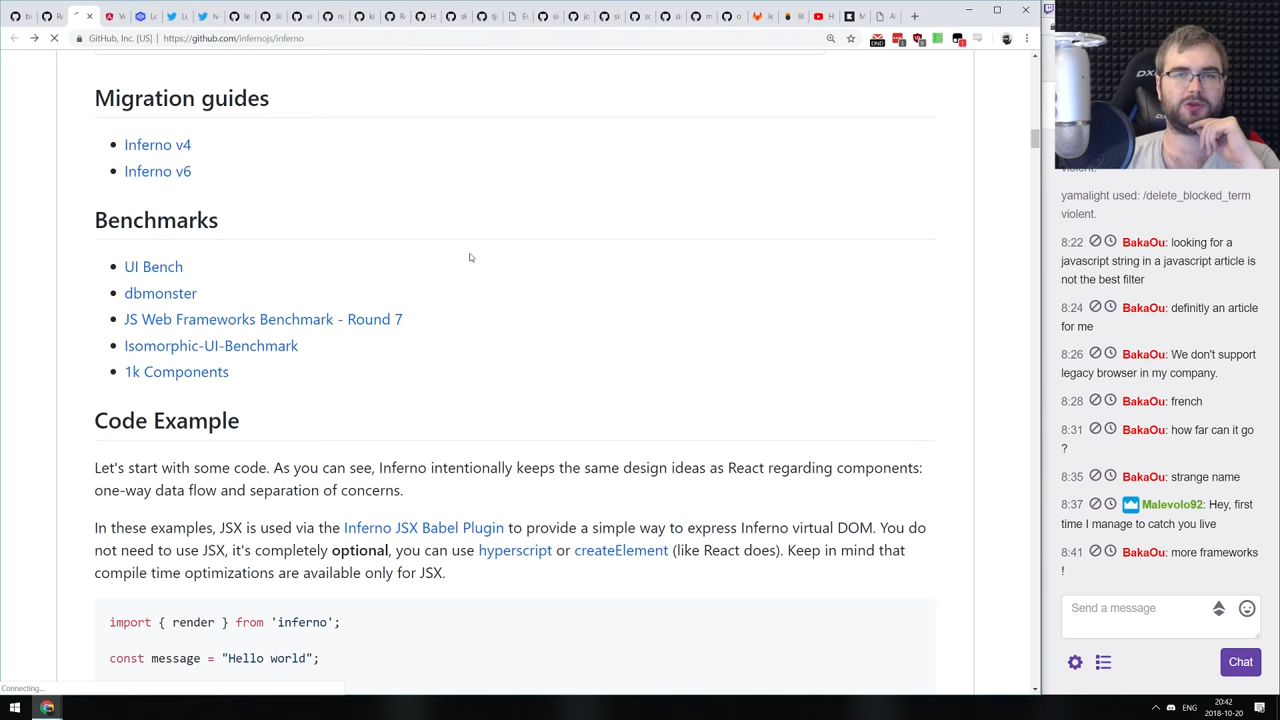 GitHub, Inc. [US] | https://github.com/infernojs/inferno
Migration guides
Inferno v4
Inferno v6
Benchmarks
UI Bench
dbmonster
JS Web Frameworks Benchmark - Round 7
Isomorphic-UI-Benchmark
1k Components
Code Example
Let's start with some code. As you can see, Inferno intentionally keeps the same design ideas as React regarding components:
one-way data flow and separation of concerns.
In these examples, JSX is used via the Inferno JSX Babel Plugin to provide a simple way to express Inferno virtual DOM. You do
not need to use JSX, it's completely optional, you can use hyperscript or createElement (like React does). Keep in mind that
compile time optimizations are available only for JSX.
import { render } from 'inferno';
const message = "Hello world";
Connecting...
violent.
yamalight used: /delete_blocked_term
violent.
8:22 BakaOu: looking for a
javascript string in a javascript article is
not the best filter
8:24 BakaOu: definitly an article
for me
8:26 BakaOu: We don't support
legacy browser in my company.
8:28 BakaOu: french
8:31 BakaOu: how far can it go
?
8:35 BakaOu: strange name
8:37 Malevolo92: Hey, first
time I manage to catch you live
8:41 BakaOu: more frameworks
!
Send a message
Chat
ENG
20:42
2018-10-20